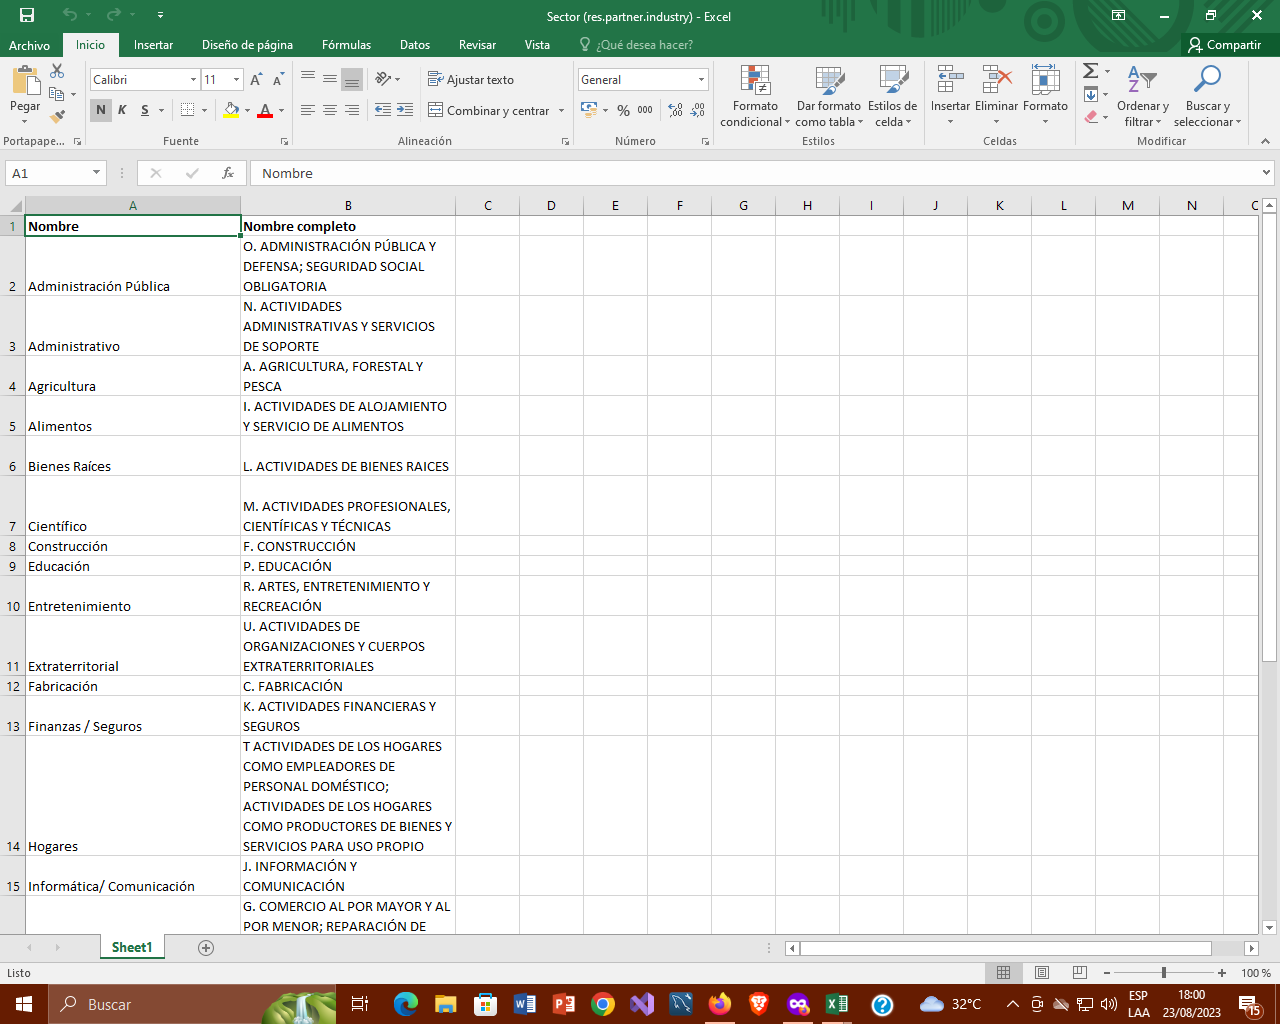 Sector (res.partner.industry) - Excel
Archivo Inicio Insertar Diseño de página Fórmulas Datos Revisar Vista ¿Qué desea hacer? Compartir
Pegar
Calibri 11
N K S
Ajustar texto
Combinar y centrar
General
% 000
Formato condicional
Dar formato como tabla
Estilos de celda
Insertar Eliminar Formato
Ordenar y filtrar
Buscar y seleccionar
Portapape... Fuente Alineación Número Estilos Celdas Modificar
A1 fx Nombre
A B C D E F G H I J K L M N
1 Nombre Nombre completo
O. ADMINISTRACIÓN PÚBLICA Y
DEFENSA; SEGURIDAD SOCIAL
2 Administración Pública OBLIGATORIA
N. ACTIVIDADES
ADMINISTRATIVAS Y SERVICIOS
3 Administrativo DE SOPORTE
A. AGRICULTURA, FORESTAL Y
4 Agricultura PESCA
I. ACTIVIDADES DE ALOJAMIENTO
5 Alimentos Y SERVICIO DE ALIMENTOS
6 Bienes Raíces L. ACTIVIDADES DE BIENES RAICES
M. ACTIVIDADES PROFESIONALES,
7 Científico CIENTÍFICAS Y TÉCNICAS
8 Construcción F. CONSTRUCCIÓN
9 Educación P. EDUCACIÓN
R. ARTES, ENTRETENIMIENTO Y
10 Entretenimiento RECREACIÓN
U. ACTIVIDADES DE
ORGANIZACIONES Y CUERPOS
11 Extraterritorial EXTRATERRITORIALES
12 Fabricación C. FABRICACIÓN
K. ACTIVIDADES FINANCIERAS Y
13 Finanzas / Seguros SEGUROS
T ACTIVIDADES DE LOS HOGARES
COMO EMPLEADORES DE
PERSONAL DOMÉSTICO;
ACTIVIDADES DE LOS HOGARES
COMO PRODUCTORES DE BIENES Y
14 Hogares SERVICIOS PARA USO PROPIO
J. INFORMACIÓN Y
15 Informática/ Comunicación COMUNICACIÓN
G. COMERCIO AL POR MAYOR Y AL
POR MENOR; REPARACIÓN DE
Sheet1
Listo 100 %
Buscar 32°C ESP LAA 18:00 23/08/2023 15